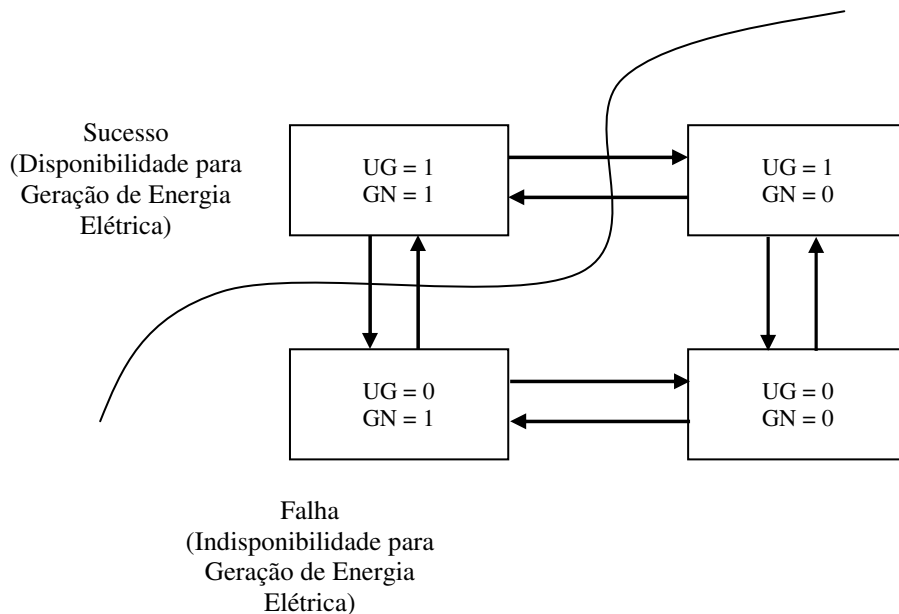 Sucesso
(Disponibilidade para
Geração de Energia
Elétrica)
UG = 1
GN = 1
UG = 1
GN = 0
UG = 0
GN = 1
UG = 0
GN = 0
Falha
(Indisponibilidade para
Geração de Energia
Elétrica)